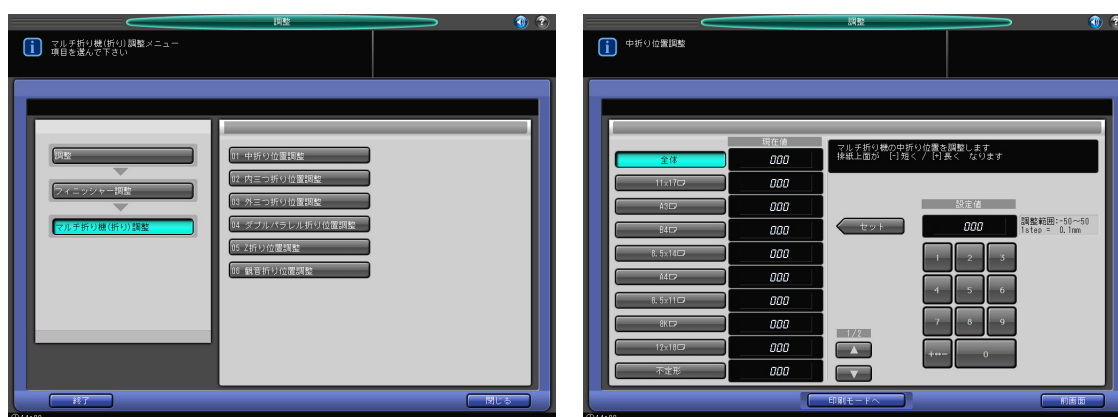 調整
マルチ折り機(折り)調整メニュー
項目を選んで下さい
調整
フィニッシャー調整
マルチ折り機(折り)調整
01 中折り位置調整
02 内三つ折り位置調整
03 外三つ折り位置調整
04 ダブルパラレル折り位置調整
05 Z折り位置調整
06 観音折り位置調整
終了
閉じる
調整
中折り位置調整
現在値
全体 000
11x17 000
A3 000
B4 000
8.5x14 000
A4 000
8.5x11 000
8K 000
12x18 000
不定形 000
マルチ折り機の中折り位置を調整します
排紙上面が [-]短く / [+]長く なります
設定値
セット
000
調整範囲:-50～50
1step = 0.1mm
1 2 3
4 5 6
7 8 9
+↔- 0
1/2
印刷モードへ
前画面